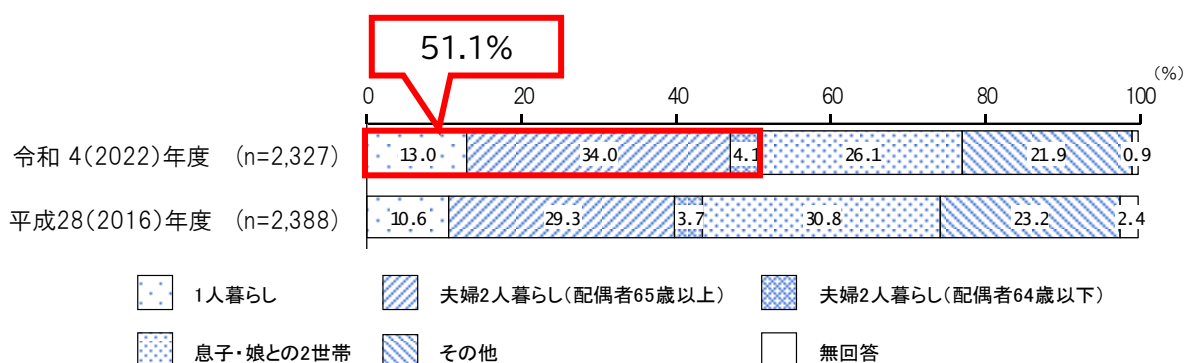 51.1%
(%)
0 20 40 60 80 100
令和 4(2022)年度 (n=2,327) 13.0 34.0 4.1 26.1 21.9 0.9
平成28(2016)年度 (n=2,388) 10.6 29.3 3.7 30.8 23.2 2.4
1人暮らし 夫婦2人暮らし(配偶者65歳以上) 夫婦2人暮らし(配偶者64歳以下)
息子・娘との2世帯 その他 無回答